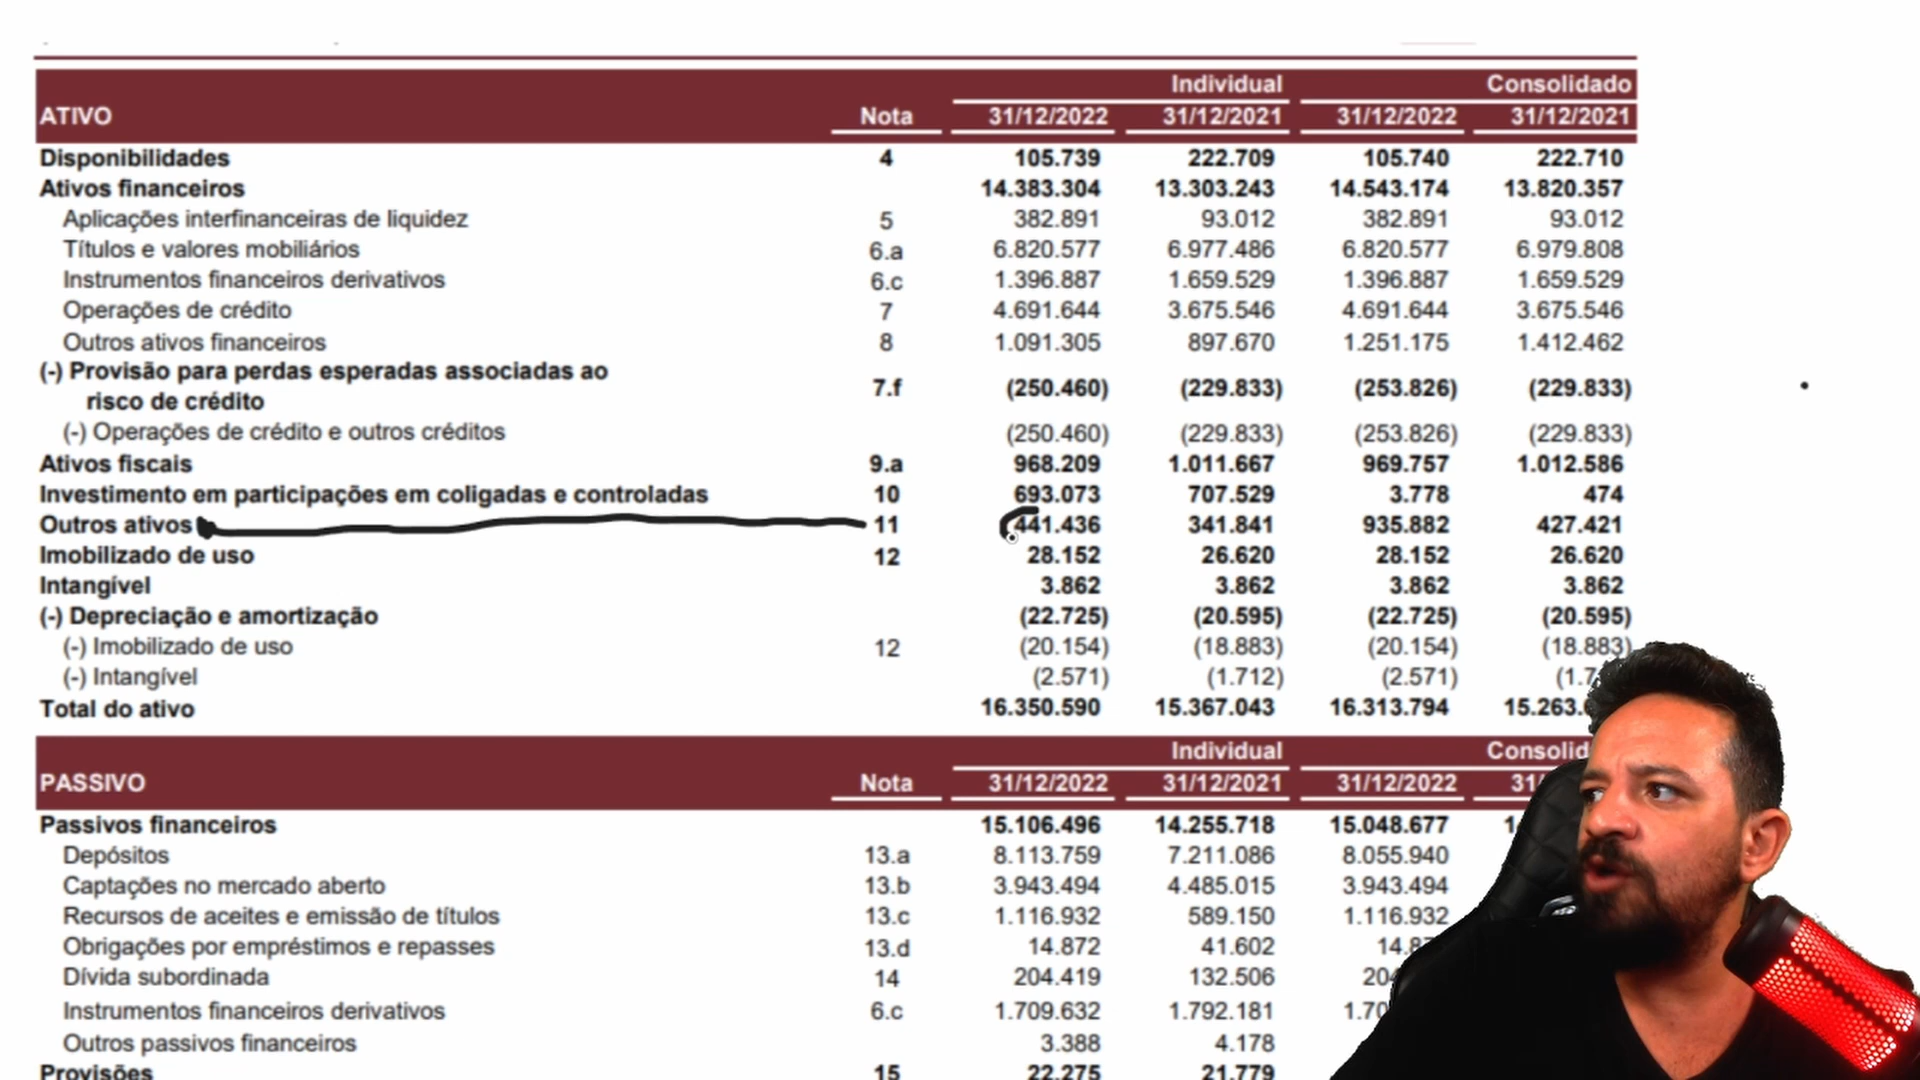 Individual Consolidado
ATIVO Nota 31/12/2022 31/12/2021 31/12/2022 31/12/2021
Disponibilidades 4 105.739 222.709 105.740 222.710
Ativos financeiros 14.383.304 13.303.243 14.543.174 13.820.357
Aplicações interfinanceiras de liquidez 5 382.891 93.012 382.891 93.012
Títulos e valores mobiliários 6.a 6.820.577 6.977.486 6.820.577 6.979.808
Instrumentos financeiros derivativos 6.c 1.396.887 1.659.529 1.396.887 1.659.529
Operações de crédito 7 4.691.644 3.675.546 4.691.644 3.675.546
Outros ativos financeiros 8 1.091.305 897.670 1.251.175 1.412.462
(-) Provisão para perdas esperadas associadas ao
risco de crédito 7.f (250.460) (229.833) (253.826) (229.833)
(-) Operações de crédito e outros créditos (250.460) (229.833) (253.826) (229.833)
Ativos fiscais 9.a 968.209 1.011.667 969.757 1.012.586
Investimento em participações em coligadas e controladas 10 693.073 707.529 3.778 474
Outros ativos 11 441.436 341.841 935.882 427.421
Imobilizado de uso 12 28.152 26.620 28.152 26.620
Intangível 3.862 3.862 3.862 3.862
(-) Depreciação e amortização (22.725) (20.595) (22.725) (20.595)
(-) Imobilizado de uso 12 (20.154) (18.883) (20.154) (18.883)
(-) Intangível (2.571) (1.712) (2.571)
Total do ativo 16.350.590 15.367.043 16.313.794
Individual
PASSIVO Nota 31/12/2022 31/12/2021 31/12/2022
Passivos financeiros 15.106.496 14.255.718 15.048.677
Depósitos 13.a 8.113.759 7.211.086 8.055.940
Captações no mercado aberto 13.b 3.943.494 4.485.015 3.943.494
Recursos de aceites e emissão de títulos 13.c 1.116.932 589.150 1.116.932
Obrigações por empréstimos e repasses 13.d 14.872 41.602
Dívida subordinada 14 204.419 132.506
Instrumentos financeiros derivativos 6.c 1.709.632 1.792.181
Outros passivos financeiros 3.388 4.178
Provisões 15 22.275 21.779